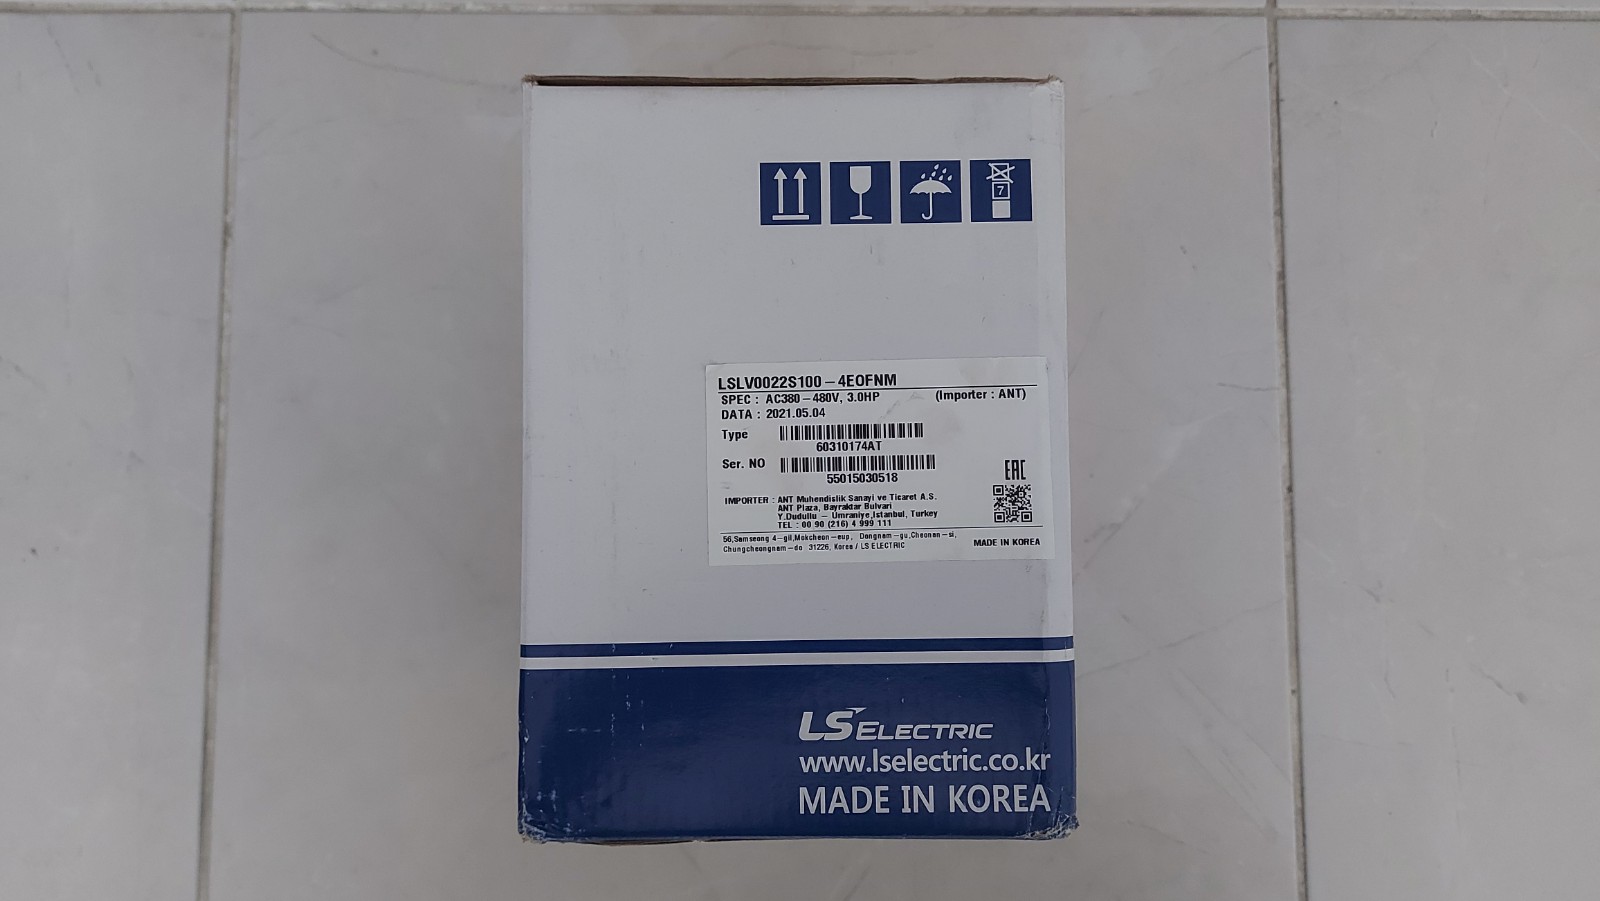 7
LSLV0022S100-4EOFNM
SPEC : AC380-480V, 3.0HP (Importer : ANT)
DATA : 2021.05.04
Type
60310174AT
Ser. NO
55015030518
EAC
IMPORTER : ANT Muhendislik Sanayi ve Ticaret A.S.
ANT Plaza, Bayraktar Bulvari
Y.Dudullu - Umraniye,Istanbul, Turkey
TEL : 00 90 (216) 4 999 111
56,Samseong 4-gil,Mokcheon-eup, Dongnam-gu,Cheonan-si,
Chungcheongnam-do 31226, Korea / LS ELECTRIC MADE IN KOREA
LS ELECTRIC
www.lselectric.co.kr
MADE IN KOREA